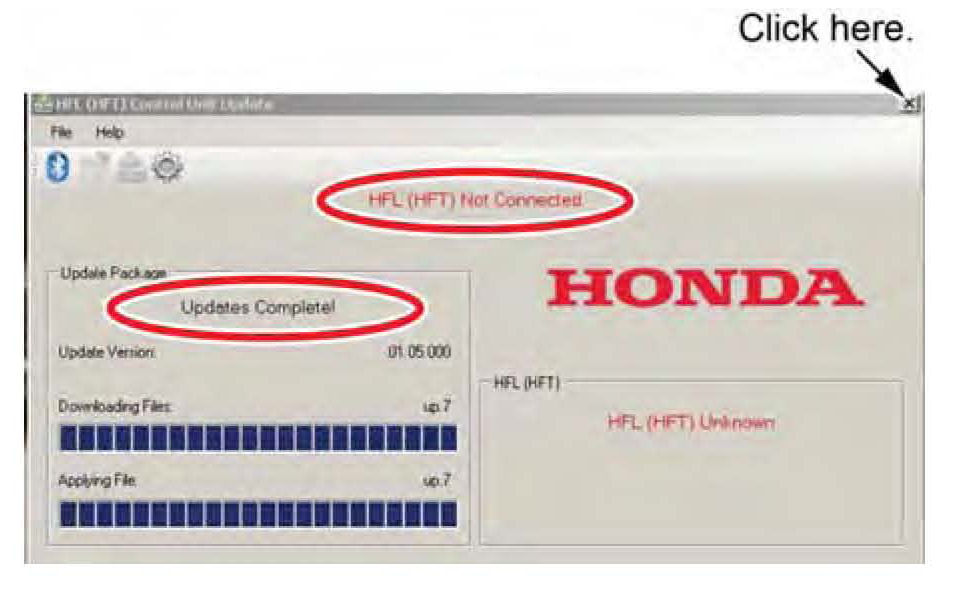 Click here.
HFL (HFT) Control Unit Update
File Help
HFL (HFT) Not Connected
Update Package
Updates Complete!
HONDA
Update Version: 01.05.000
HFL (HFT)
Downloading Files: up.7
HFL (HFT) Unknown
Applying File: up.7